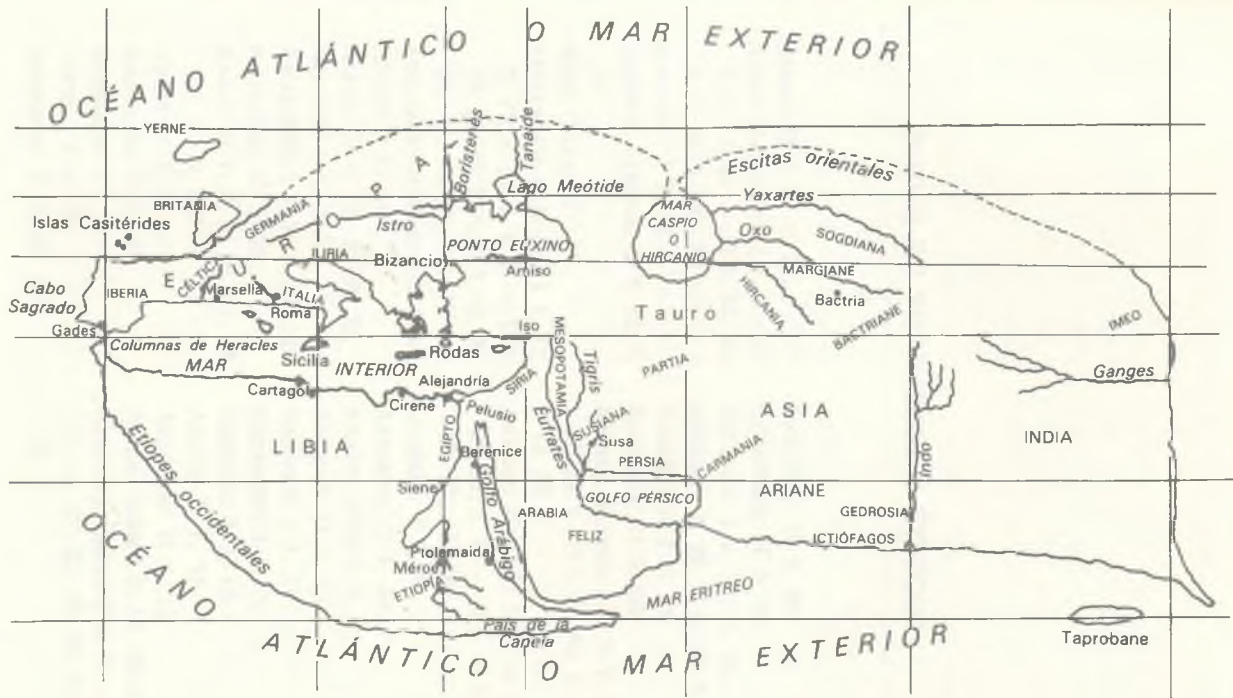 OCÉANO ATLÁNTICO O MAR EXTERIOR
YERNE
Borístenes
Tanaide
Escitas orientales
BRITANIA
Lago Meótide
Yaxartes
Islas Casitérides
GERMANIA
EUROPA
Istro
MAR
CASPIO
O
HIRCANIO
Oxo
SOGDIANA
ILIRIA
Bizancio
PONTO EUXINO
Amiso
MARGIANE
Cabo
Sagrado
IBERIA
CÉLTICA
Marsella
ITALIA
Roma
HIRCANIA
Bactria
Tauro
BACTRIANE
IMEO
Gades
Iso
Columnas de Heracles
Sicilia
MAR INTERIOR
Rodas
MESOPOTAMIA
Tigris
PARTIA
Ganges
Cartago
Cirene
Alejandría
SIRIA
Pelusio
Eufrates
SUSIANA
Susa
ASIA
INDIA
LIBIA
EGIPTO
Berenice
PERSIA
CARMANIA
Indo
Etíopes occidentales
Siene
Golfo Arábigo
ARABIA
FELIZ
GOLFO PÉRSICO
ARIANE
GEDROSIA
ICTIÓFAGOS
Ptolemaida
Méroe
ETIOPÍA
MAR ERITREO
País de la
Canela
Taprobane
OCÉANO ATLÁNTICO O MAR EXTERIOR